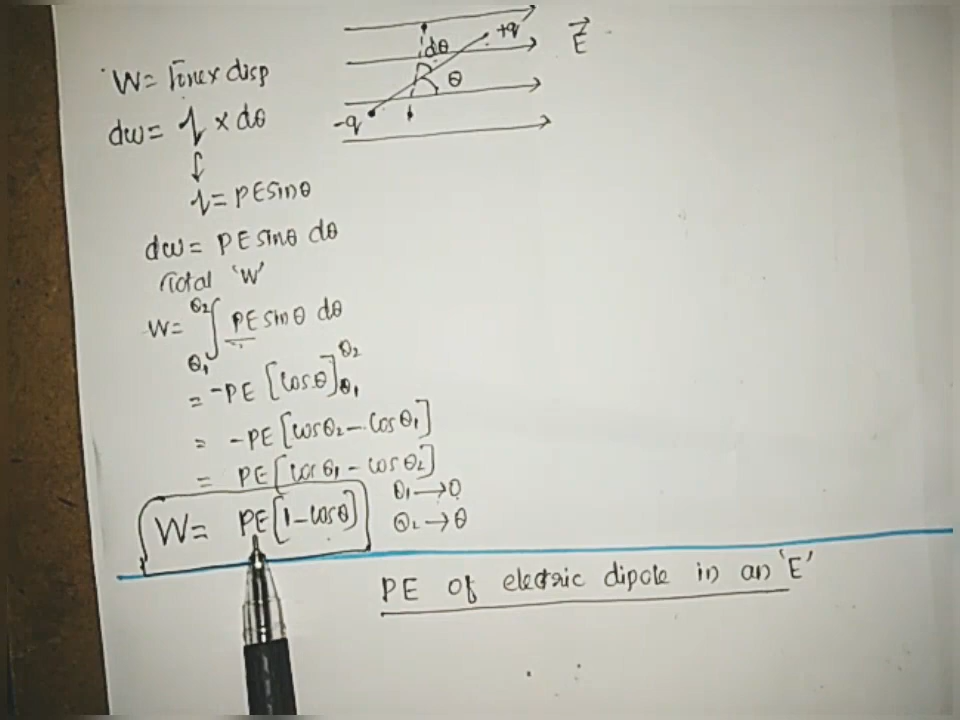 +q
dθ
E
θ
-q
W= Force x disp
dw= τ x dθ
τ= PE sinθ
dw= PE sinθ dθ
Total 'W'
W= θ2 ∫ θ1 PE sinθ dθ
= -PE [cosθ] θ2 θ1
= -PE [cosθ2 - cosθ1]
= PE [cosθ1 - cosθ2]
θ1 → 0
W= PE [1-cosθ]
θ2 → θ
PE of electric dipole in an 'E'